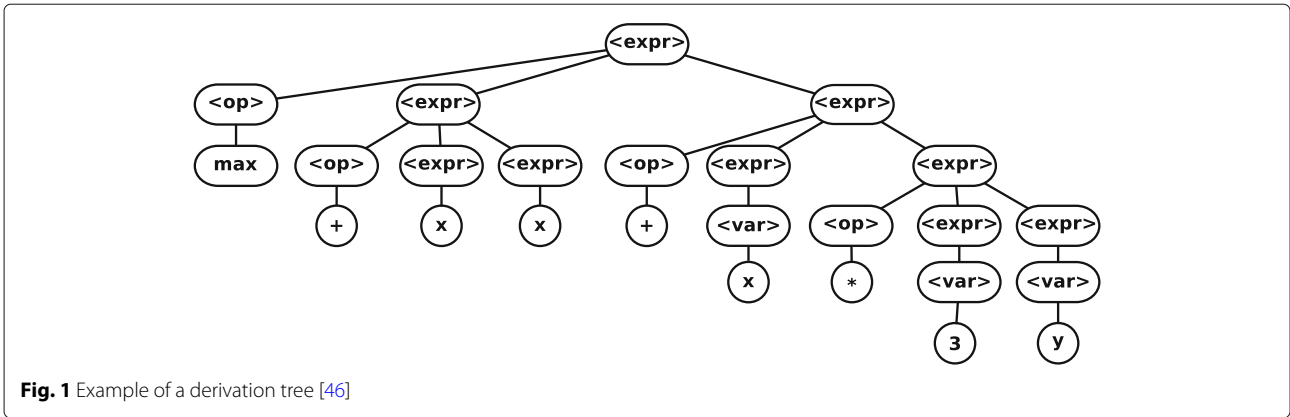 <expr>
<op> <expr> <expr>
max <op> <expr> <expr> <op> <expr> <expr>
+ x x + <var> <op> <expr> <expr>
x * <var> <var>
3 y
Fig. 1 Example of a derivation tree [46]